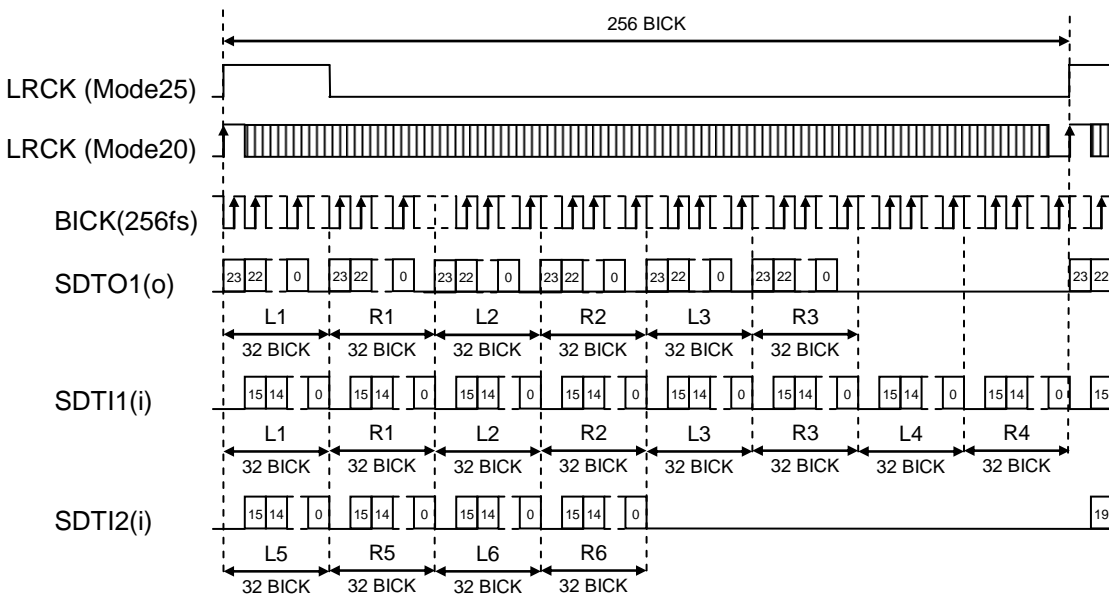 256 BICK
LRCK (Mode25)
LRCK (Mode20)
BICK(256fs)
SDTO1(o)
23 22 0 23 22 0 23 22 0 23 22 0 23 22 0 23 22 0 23 22
L1 R1 L2 R2 L3 R3
32 BICK 32 BICK 32 BICK 32 BICK 32 BICK 32 BICK
SDTI1(i)
15 14 0 15 14 0 15 14 0 15 14 0 15 14 0 15 14 0 15 14 0 15 14 0 15
L1 R1 L2 R2 L3 R3 L4 R4
32 BICK 32 BICK 32 BICK 32 BICK 32 BICK 32 BICK 32 BICK 32 BICK
SDTI2(i)
15 14 0 15 14 0 15 14 0 15 14 0 19
L5 R5 L6 R6
32 BICK 32 BICK 32 BICK 32 BICK